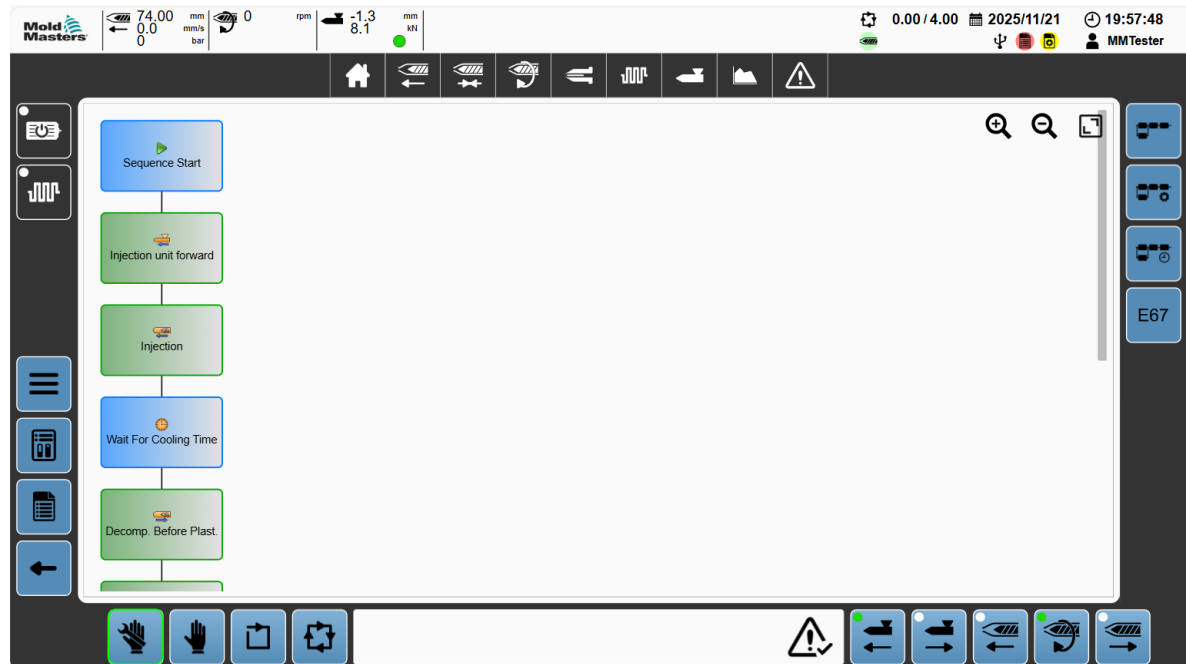 Mold
Masters
74.00 mm
0.0 mm/s
0 bar
0 rpm
-1.3 mm
8.1 kN
0.00 / 4.00
2025/11/21
19:57:48
MMTester
Sequence Start
Injection unit forward
Injection
Wait For Cooling Time
Decomp. Before Plast.
E67